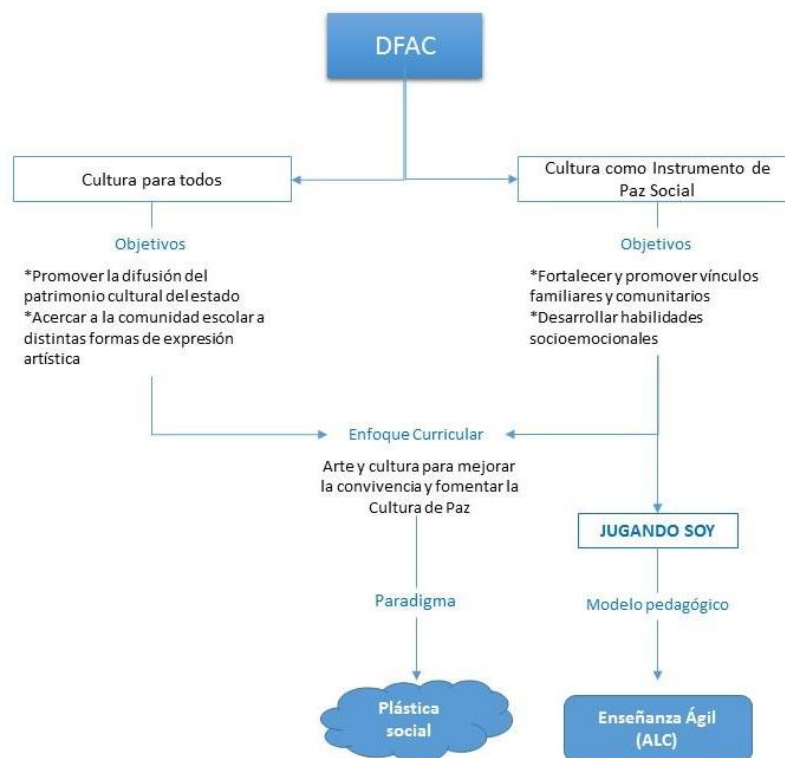 DFAC
Cultura para todos
Cultura como Instrumento de
Paz Social
Objetivos
*Promover la difusión del
patrimonio cultural del estado
*Acercar a la comunidad escolar a
distintas formas de expresión
artística
Objetivos
*Fortalecer y promover vínculos
familiares y comunitarios
*Desarrollar habilidades
socioemocionales
Enfoque Curricular
Arte y cultura para mejorar
la convivencia y fomentar la
Cultura de Paz
JUGANDO SOY
Paradigma
Modelo pedagógico
Plástica
social
Enseñanza Ágil
(ALC)